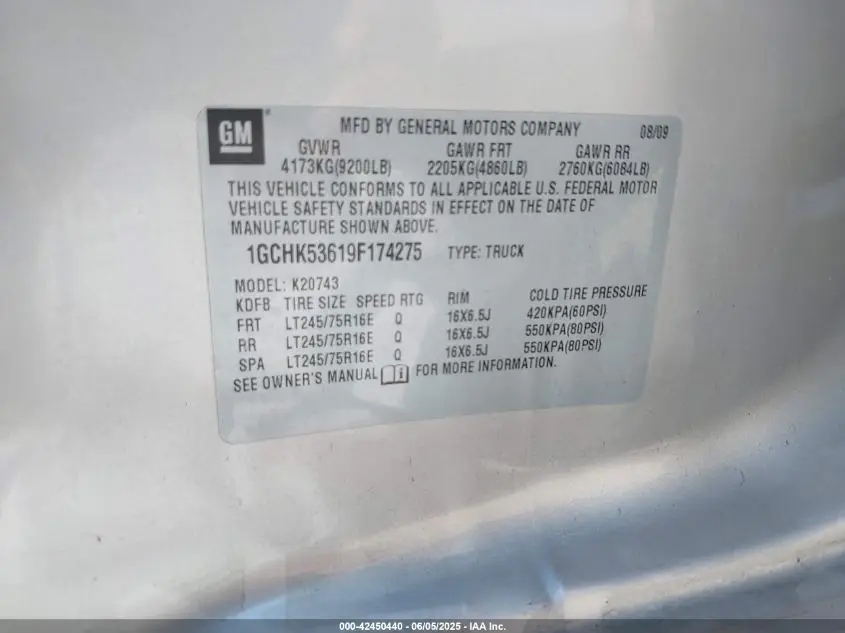 GM
MFD BY GENERAL MOTORS COMPANY 08/09
GVWR GAWR FRT GAWR RR
4173KG(9200LB) 2205KG(4860LB) 2760KG(6084LB)
THIS VEHICLE CONFORMS TO ALL APPLICABLE U.S. FEDERAL MOTOR
VEHICLE SAFETY STANDARDS IN EFFECT ON THE DATE OF
MANUFACTURE SHOWN ABOVE.
1GCHK53619F174275 TYPE: TRUCK
MODEL: K20743
KDFB TIRE SIZE SPEED RTG RIM COLD TIRE PRESSURE
FRT LT245/75R16E Q 16X6.5J 420KPA(60PSI)
RR LT245/75R16E Q 16X6.5J 550KPA(80PSI)
SPA LT245/75R16E Q 16X6.5J 550KPA(80PSI)
SEE OWNER'S MANUAL i FOR MORE INFORMATION.
000-42450440 - 06/05/2025 - IAA Inc.